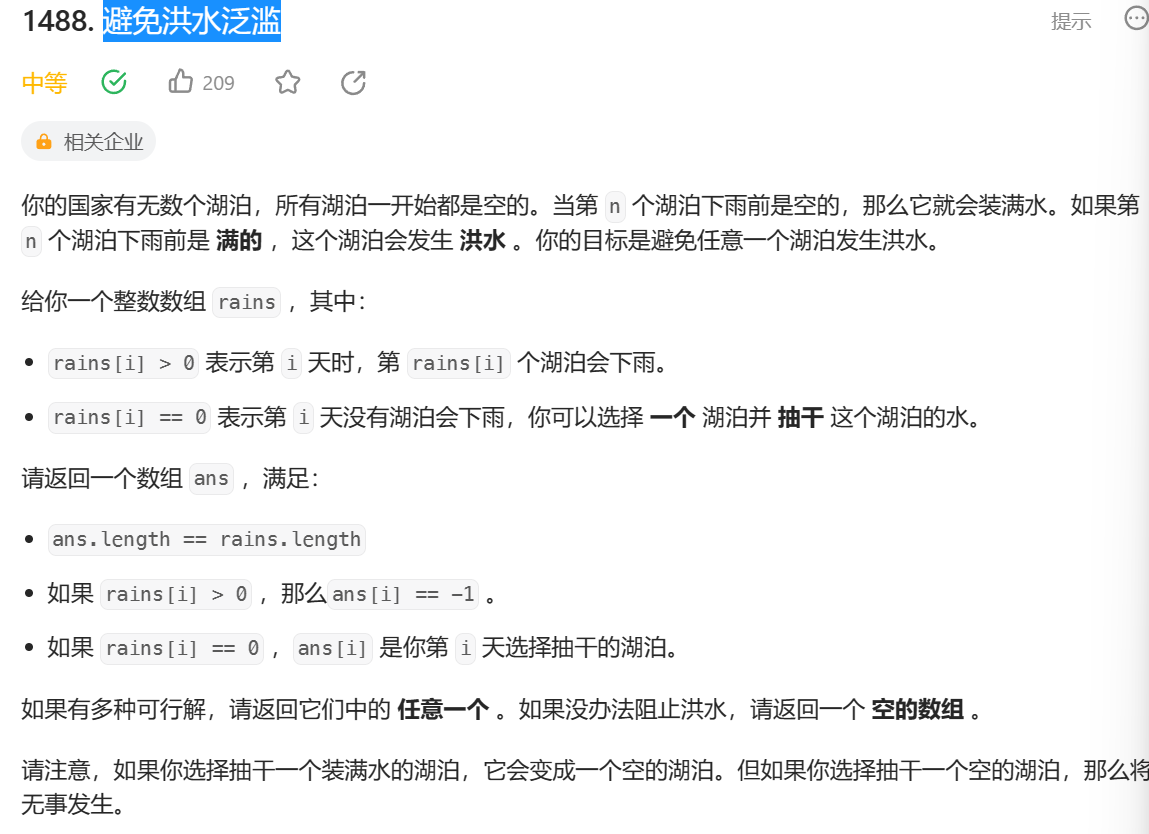 1488. 避免洪水泛滥
提示
中等
209
相关企业
你的国家有无数个湖泊，所有湖泊一开始都是空的。当第 n 个湖泊下雨前是空的，那么它就会装满水。如果第
n 个湖泊下雨前是 满的 ，这个湖泊会发生 洪水 。你的目标是避免任意一个湖泊发生洪水。
给你一个整数数组 rains ，其中：
• rains[i] > 0 表示第 i 天时，第 rains[i] 个湖泊会下雨。
• rains[i] == 0 表示第 i 天没有湖泊会下雨，你可以选择 一个 湖泊并 抽干 这个湖泊的水。
请返回一个数组 ans ，满足：
• ans.length == rains.length
• 如果 rains[i] > 0 ，那么ans[i] == -1 。
• 如果 rains[i] == 0 ，ans[i] 是你第 i 天选择抽干的湖泊。
如果有多种可行解，请返回它们中的 任意一个 。如果没办法阻止洪水，请返回一个 空的数组 。
请注意，如果你选择抽干一个装满水的湖泊，它会变成一个空的湖泊。但如果你选择抽干一个空的湖泊，那么将
无事发生。